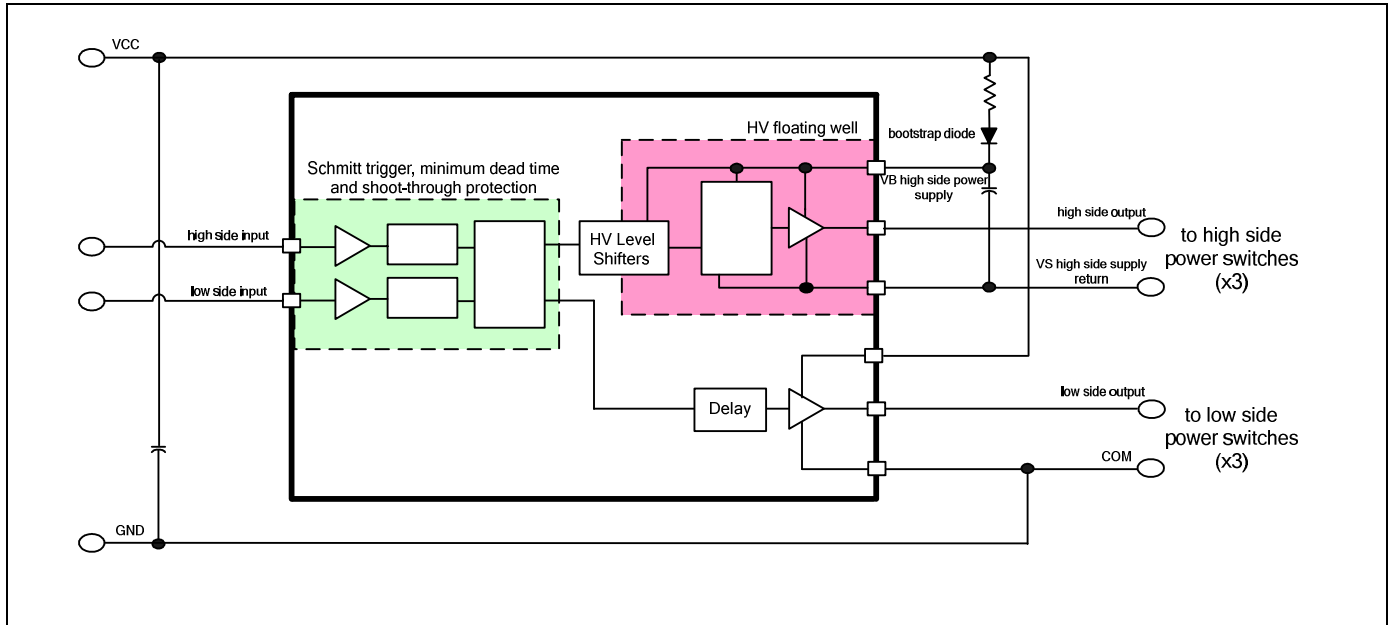 VCC
HV floating well
bootstrap diode
Schmitt trigger, minimum dead time
and shoot-through protection
VB high side power
supply
high side input
HV Level
Shifters
high side output
to high side
power switches
(x3)
VS high side supply
return
low side input
Delay
low side output
to low side
power switches
(x3)
COM
GND